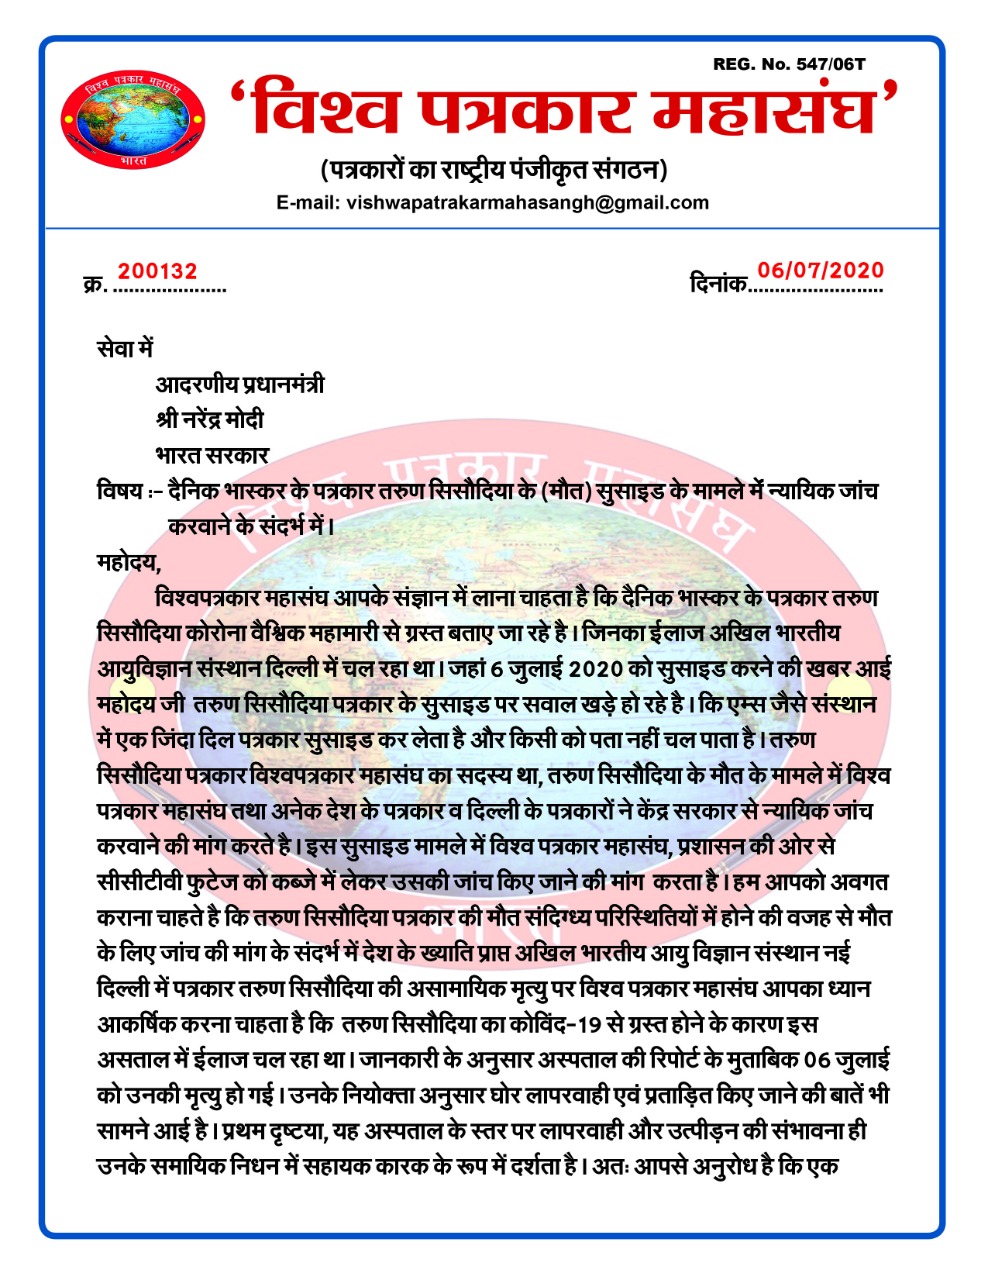 REG. No. 547/06T
विश्व पत्रकार महासंघ
भारत
‘विश्व पत्रकार महासंघ’
(पत्रकारों का राष्ट्रीय पंजीकृत संगठन)
E-mail: vishwapatrakarmahasangh@gmail.com
क्र. 200132
दिनांक 06/07/2020
सेवा में
आदरणीय प्रधानमंत्री
श्री नरेंद्र मोदी
भारत सरकार
विषय :- दैनिक भास्कर के पत्रकार तरुण सिसौदिया के (मौत) सुसाइड के मामले में न्यायिक जांच
करवाने के संदर्भ में।
महोदय,
विश्वपत्रकार महासंघ आपके संज्ञान में लाना चाहता है कि दैनिक भास्कर के पत्रकार तरुण
सिसौदिया कोरोना वैश्विक महामारी से ग्रस्त बताए जा रहे है। जिनका ईलाज अखिल भारतीय
आयुविज्ञान संस्थान दिल्ली में चल रहा था। जहां 6 जुलाई 2020 को सुसाइड करने की खबर आई
महोदय जी तरुण सिसौदिया पत्रकार के सुसाइड पर सवाल खड़े हो रहे है। कि एम्स जैसे संस्थान
में एक जिंदा दिल पत्रकार सुसाइड कर लेता है और किसी को पता नहीं चल पाता है। तरुण
सिसौदिया पत्रकार विश्वपत्रकार महासंघ का सदस्य था, तरुण सिसौदिया के मौत के मामले में विश्व
पत्रकार महासंघ तथा अनेक देश के पत्रकार व दिल्ली के पत्रकारों ने केंद्र सरकार से न्यायिक जांच
करवाने की मांग करते है। इस सुसाइड मामले में विश्व पत्रकार महासंघ, प्रशासन की ओर से
सीसीटीवी फुटेज को कब्जे में लेकर उसकी जांच किए जाने की मांग करता है। हम आपको अवगत
कराना चाहते है कि तरुण सिसौदिया पत्रकार की मौत संदिग्ध परिस्थितियों में होने की वजह से मौत
के लिए जांच की मांग के संदर्भ में देश के ख्याति प्राप्त अखिल भारतीय आयु विज्ञान संस्थान नई
दिल्ली में पत्रकार तरुण सिसौदिया की असामायिक मृत्यु पर विश्व पत्रकार महासंघ आपका ध्यान
आकर्षिक करना चाहता है कि तरुण सिसौदिया का कोविंद-19 से ग्रस्त होने के कारण इस
असताल में ईलाज चल रहा था। जानकारी के अनुसार अस्पताल की रिपोर्ट के मुताबिक 06 जुलाई
को उनकी मृत्यु हो गई। उनके नियोक्ता अनुसार घोर लापरवाही एवं प्रताड़ित किए जाने की बातें भी
सामने आई है। प्रथम दृष्टया, यह अस्पताल के स्तर पर लापरवाही और उत्पीड़न की संभावना ही
उनके समायिक निधन में सहायक कारक के रूप में दर्शता है। अतः आपसे अनुरोध है कि एक